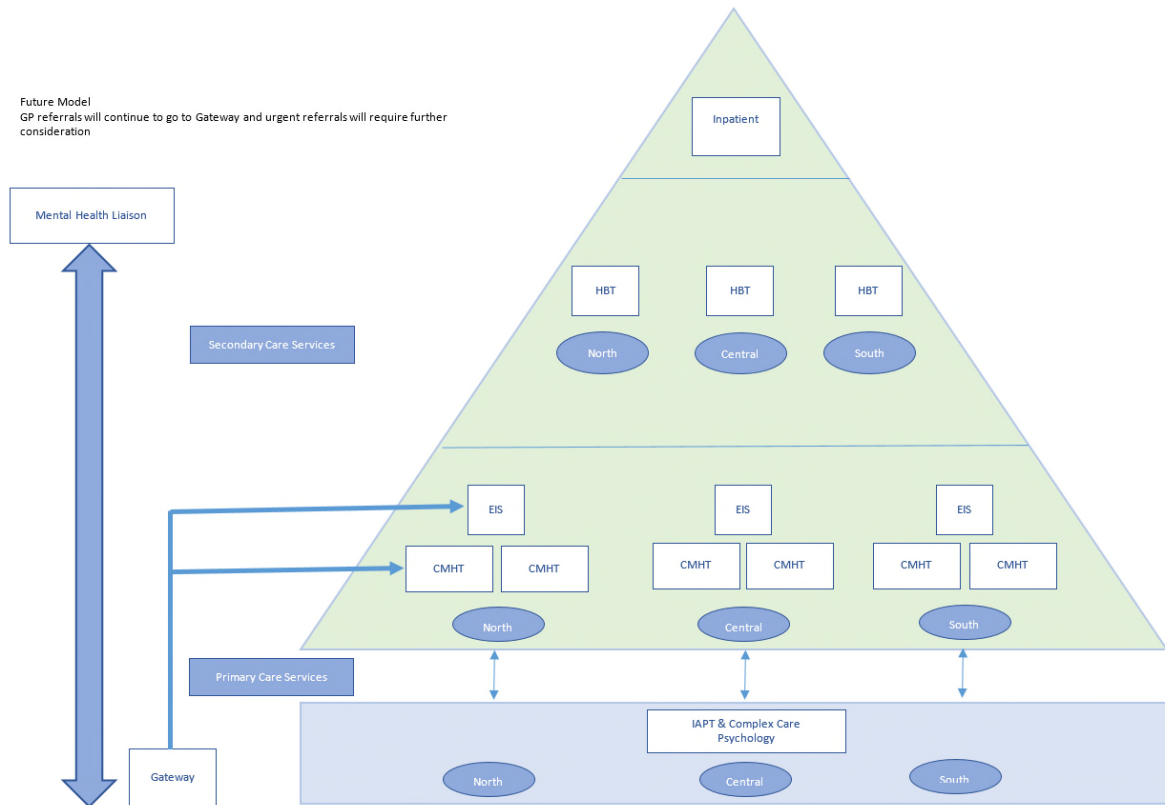 Future Model
GP referrals will continue to go to Gateway and urgent referrals will require further
consideration
Inpatient
Mental Health Liaison
HBT
HBT
HBT
Secondary Care Services
North
Central
South
EIS
EIS
EIS
CMHT
CMHT
CMHT
CMHT
CMHT
CMHT
North
Central
South
Primary Care Services
IAPT & Complex Care
Psychology
Gateway
North
Central
South